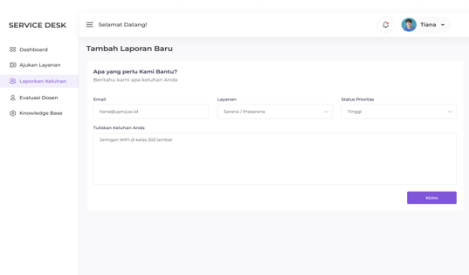 SERVICE DESK
Selamat Datang!
Tiana
Dashboard
Ajukan Layanan
Laporkan Keluhan
Evaluasi Dosen
Knowledge Base
Tambah Laporan Baru
Apa yang perlu Kami Bantu?
Beritahu kami apa keluhan Anda
Email
Layanan
Status Prioritas
Sarana / Prasarana
Tinggi
Tuliskan Keluhan Anda
Jaringan WIFI di kelas 302 lambat
Kirim